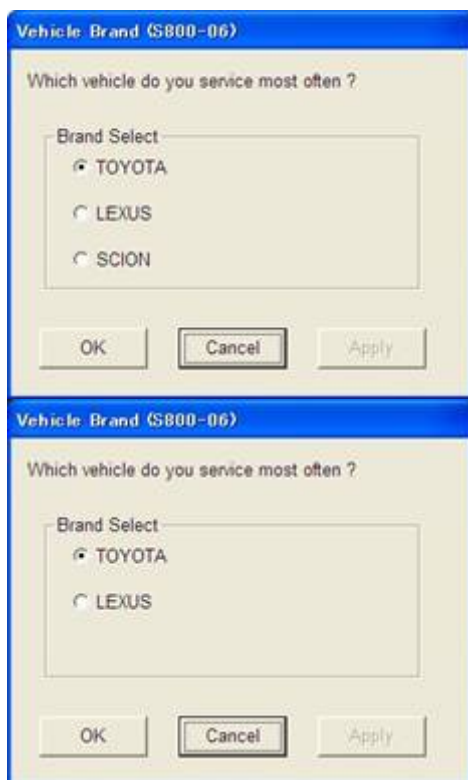 Vehicle Brand (S800-06)
Which vehicle do you service most often ?
Brand Select
TOYOTA
LEXUS
SCION
OK Cancel Apply
Vehicle Brand (S800-06)
Which vehicle do you service most often ?
Brand Select
TOYOTA
LEXUS
OK Cancel Apply